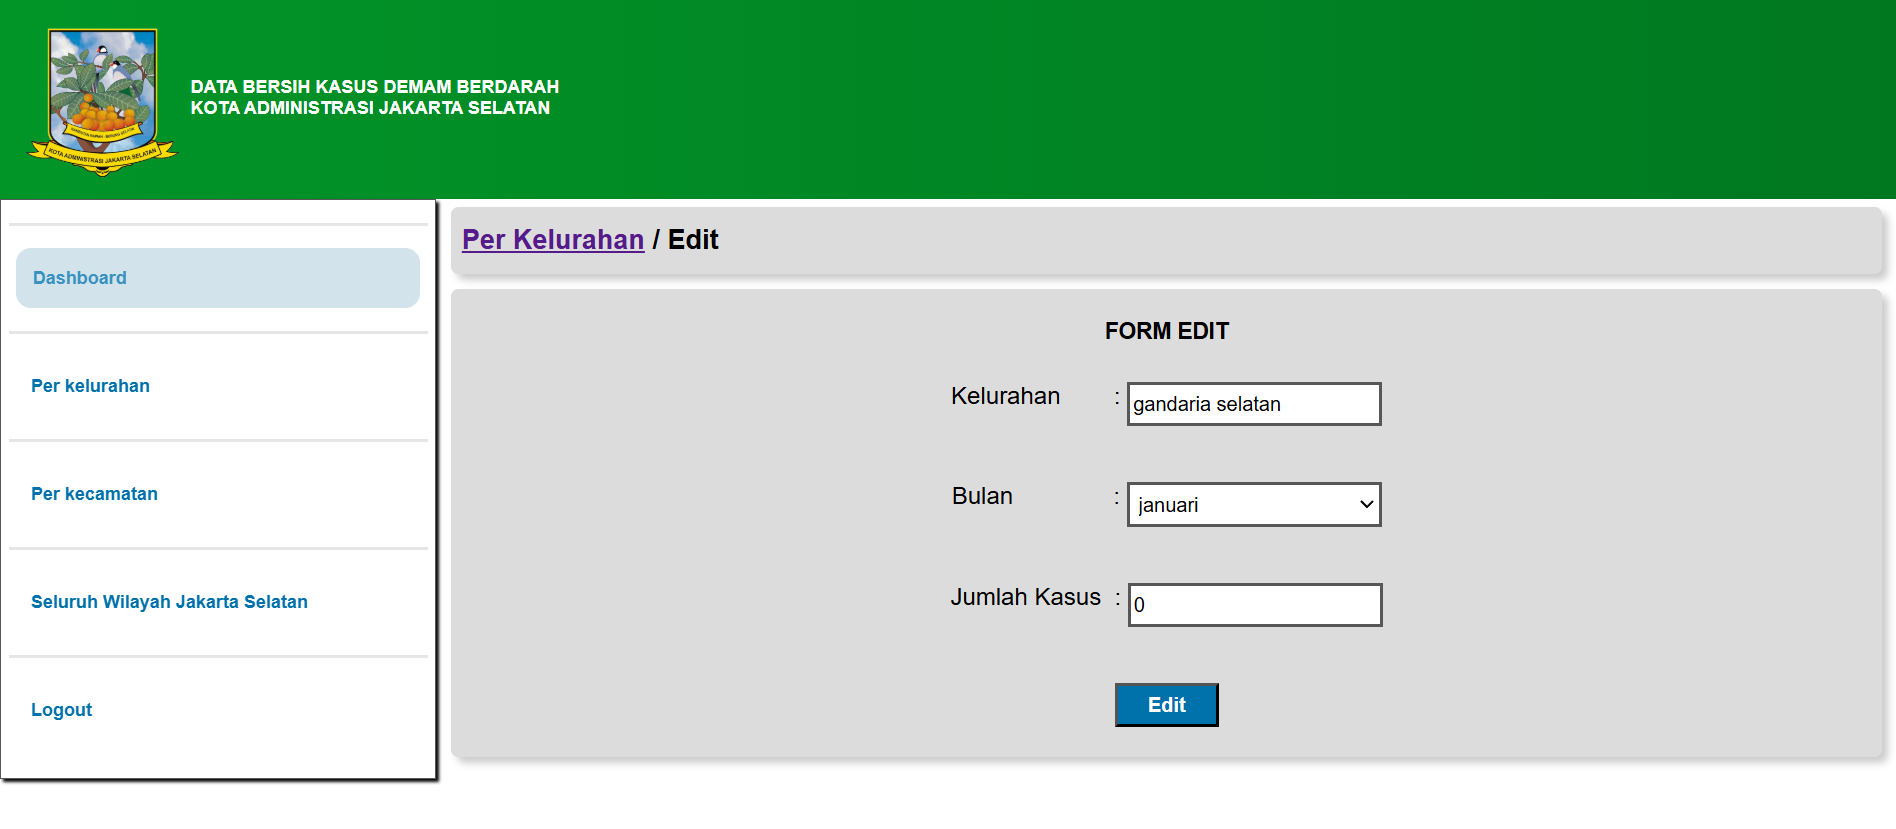 DATA BERSIH KASUS DEMAM BERDARAH
KOTA ADMINISTRASI JAKARTA SELATAN
KOTA ADMINISTRASI JAKARTA SELATAN
Dashboard
Per kelurahan
Per kecamatan
Seluruh Wilayah Jakarta Selatan
Logout
Per Kelurahan / Edit
FORM EDIT
Kelurahan : gandaria selatan
Bulan : januari
Jumlah Kasus : 0
Edit